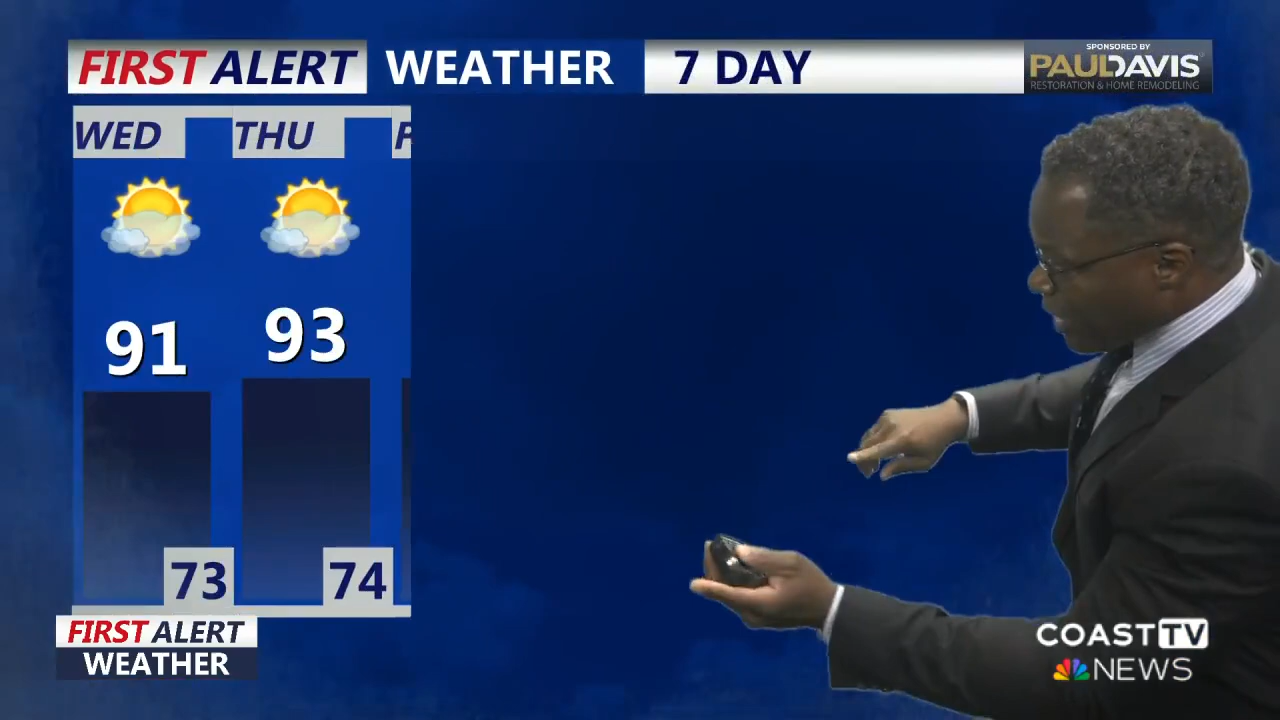 FIRST ALERT WEATHER 7 DAY
SPONSORED BY
PAUL DAVIS
RESTORATION & HOME REMODELING
WED THU F
91 93
73 74
FIRST ALERT
WEATHER
COAST TV
NEWS